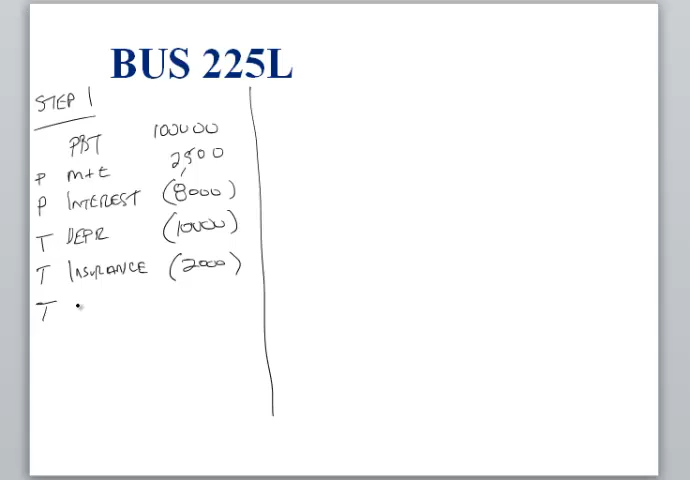 BUS 225L
STEP 1
PBT 100000
P M+E 2500
P INTEREST (8000)
T DEPR (10000)
T INSURANCE (2000)
T